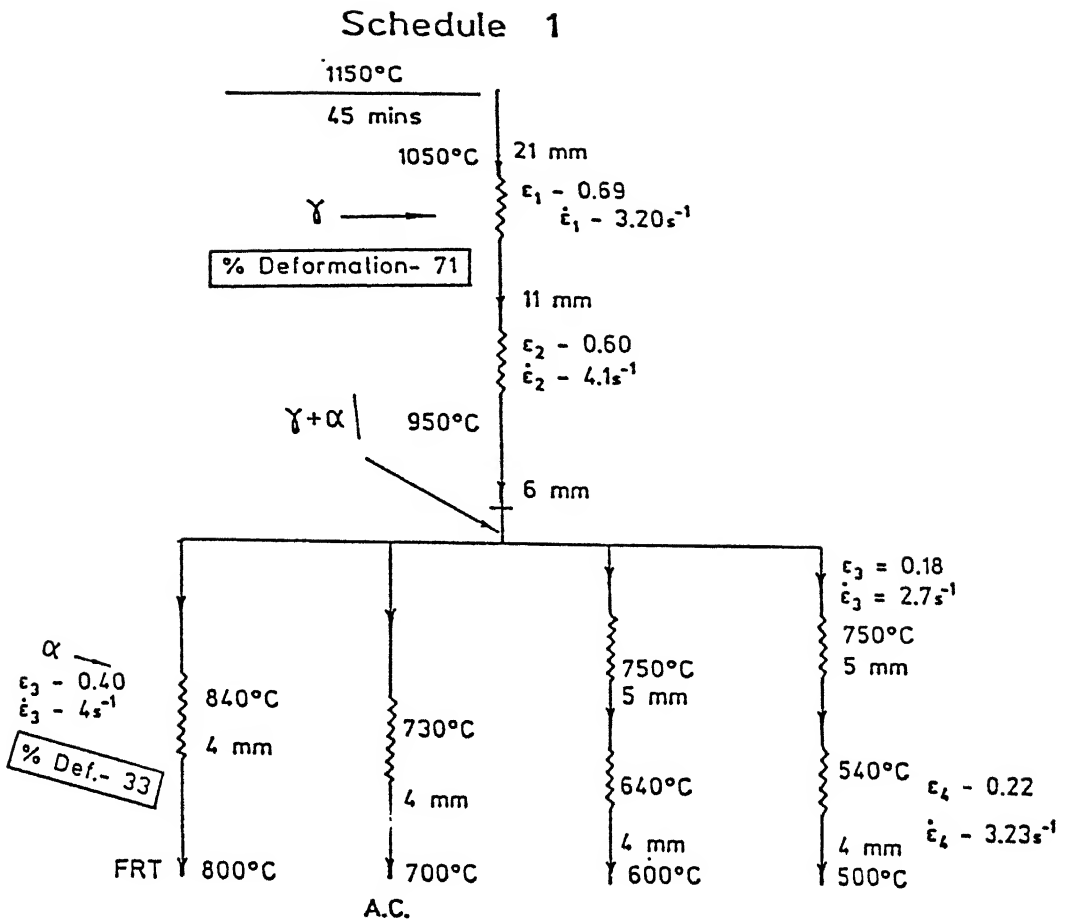 Schedule 1
1150°C
45 mins
1050°C
21 mm
ε₁ - 0.69
ε̇₁ - 3.20s⁻¹
γ
% Deformation- 71
11 mm
ε₂ - 0.60
ε̇₂ - 4.1s⁻¹
γ+α
950°C
6 mm
ε₃ = 0.18
ε̇₃ = 2.7s⁻¹
750°C
5 mm
α
ε₃ - 0.40
ε̇₃ - 4s⁻¹
% Def.- 33
840°C
4 mm
730°C
4 mm
750°C
5 mm
640°C
4 mm
540°C
ε₄ - 0.22
ε̇₄ - 3.23s⁻¹
4 mm
FRT
800°C
700°C
600°C
500°C
A.C.